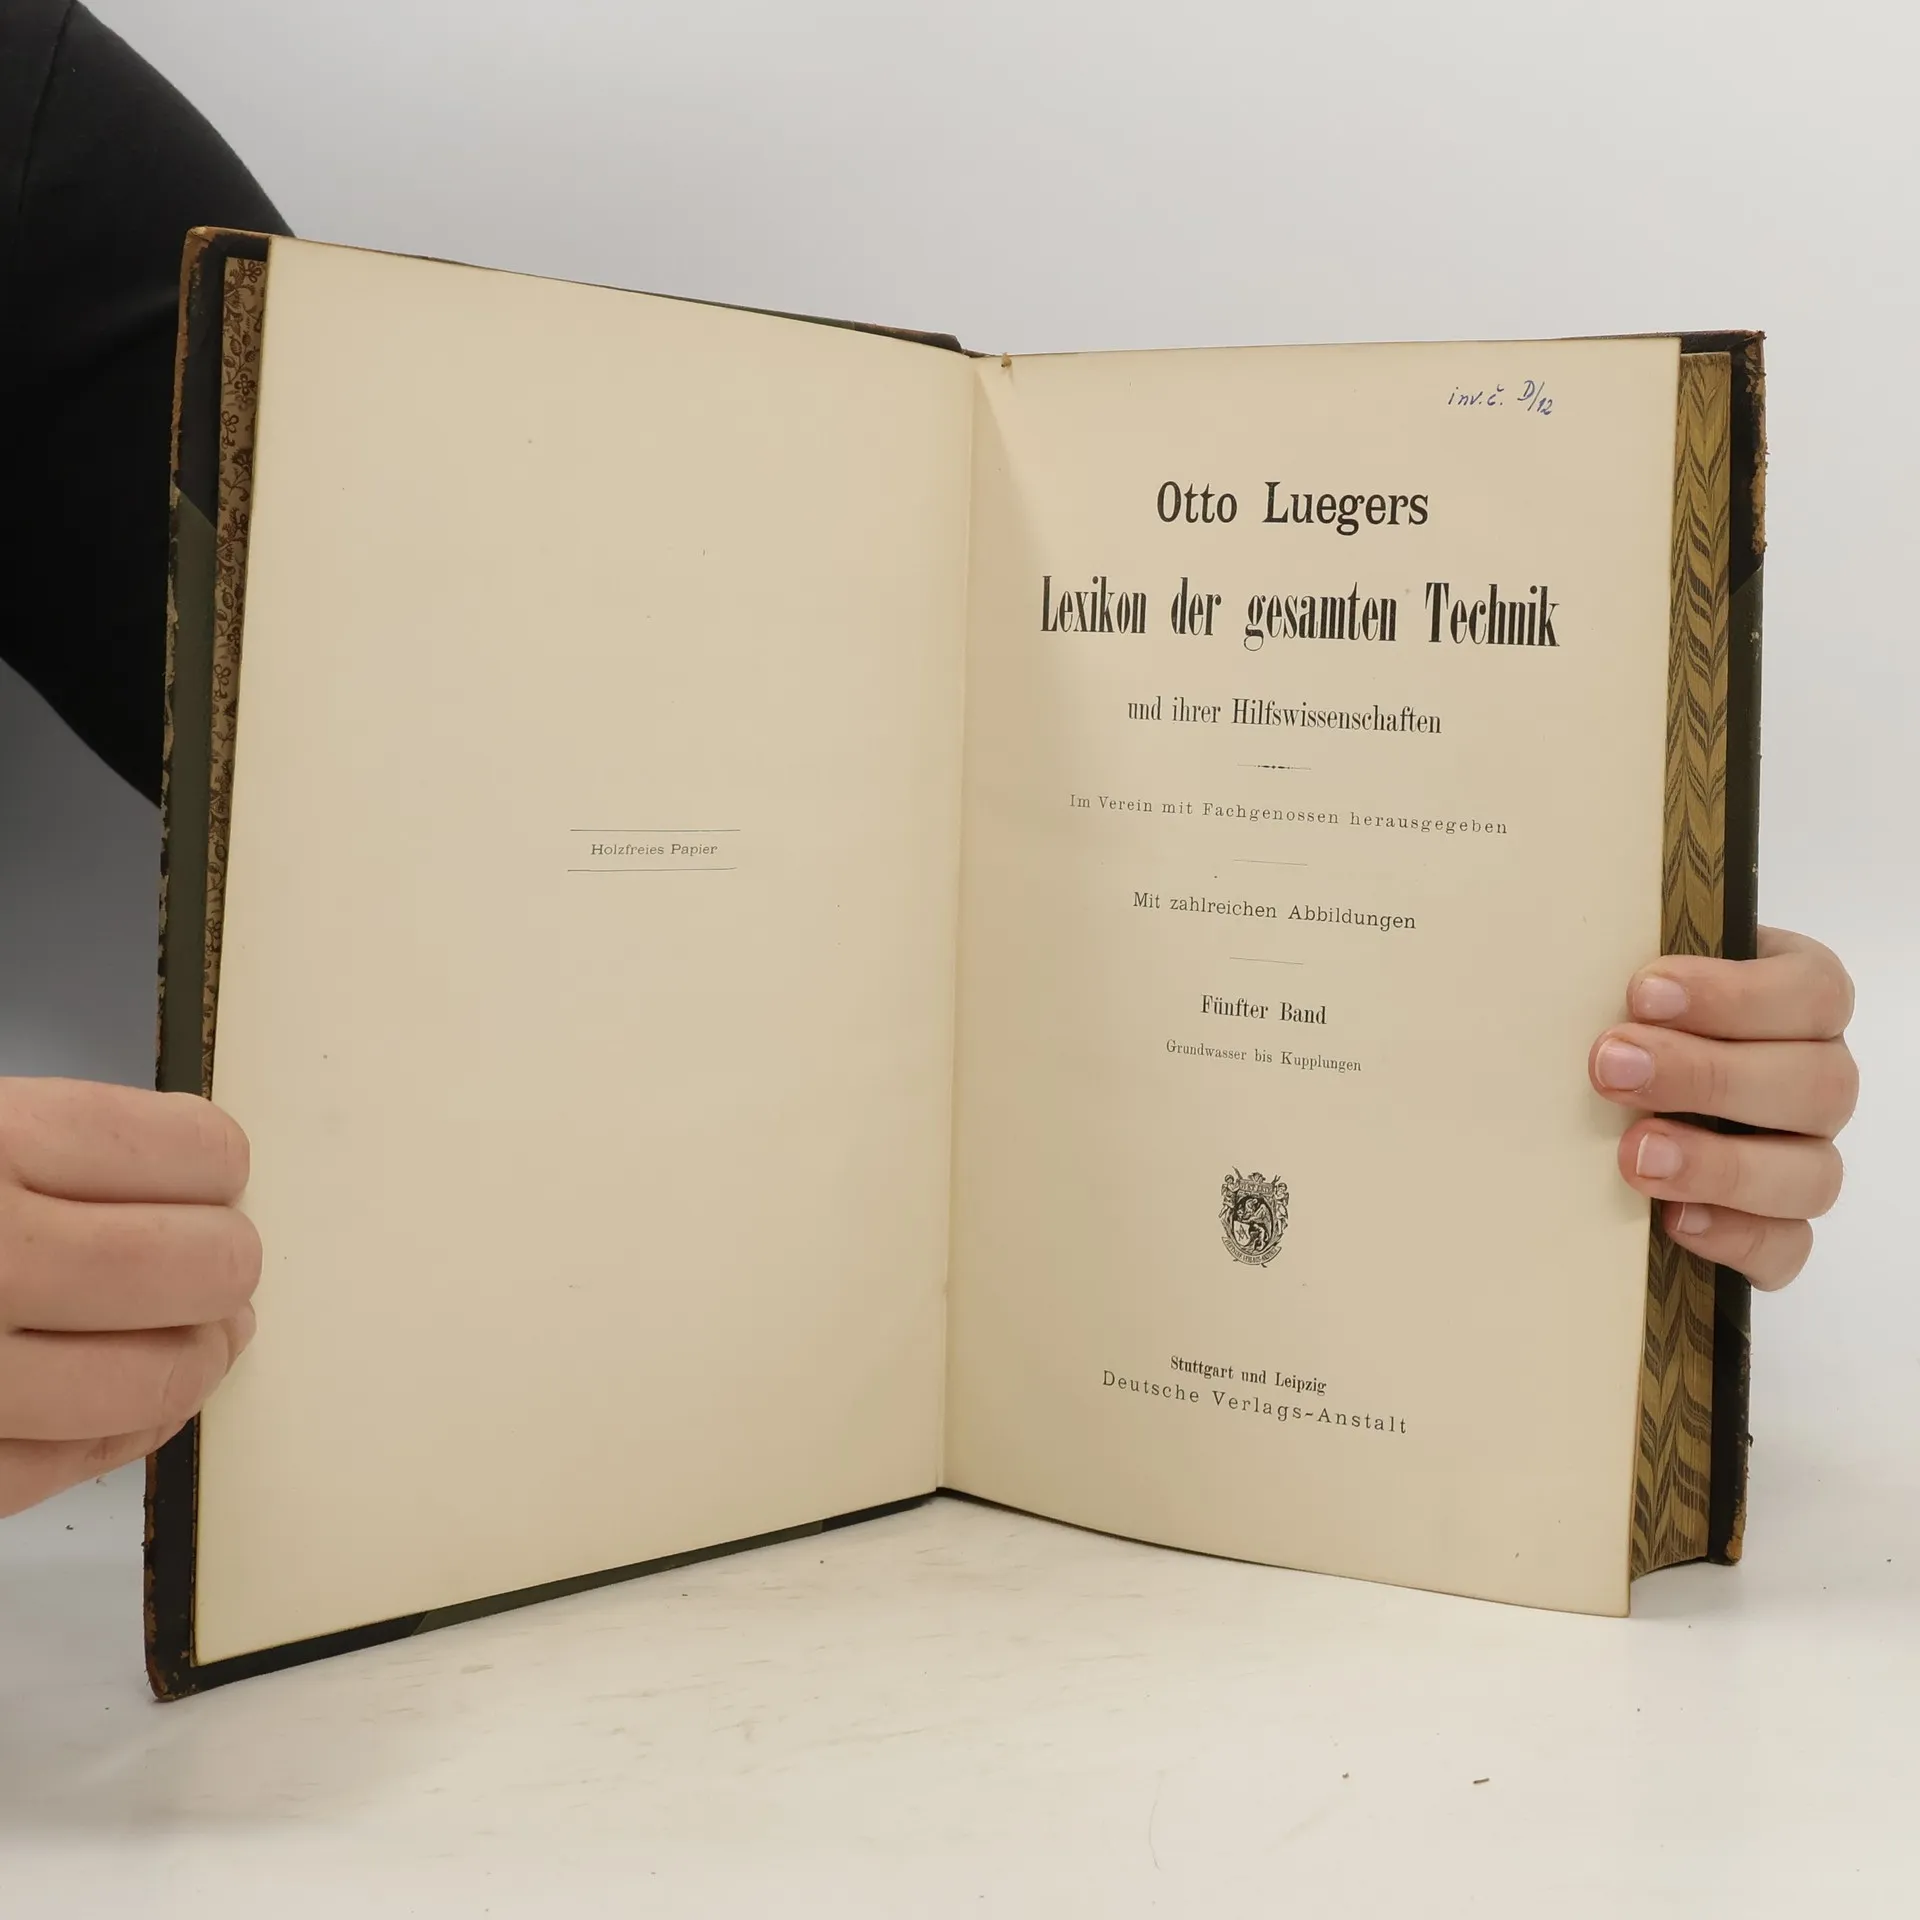 Holzfreies Papier
inv. č. D/12
Otto Luegers
Lexikon der gesamten Technik
und ihrer Hilfswissenschaften
Im Verein mit Fachgenossen herausgegeben
Mit zahlreichen Abbildungen
Fünfter Band
Grundwasser bis Kupplungen
Stuttgart und Leipzig
Deutsche Verlags-Anstalt